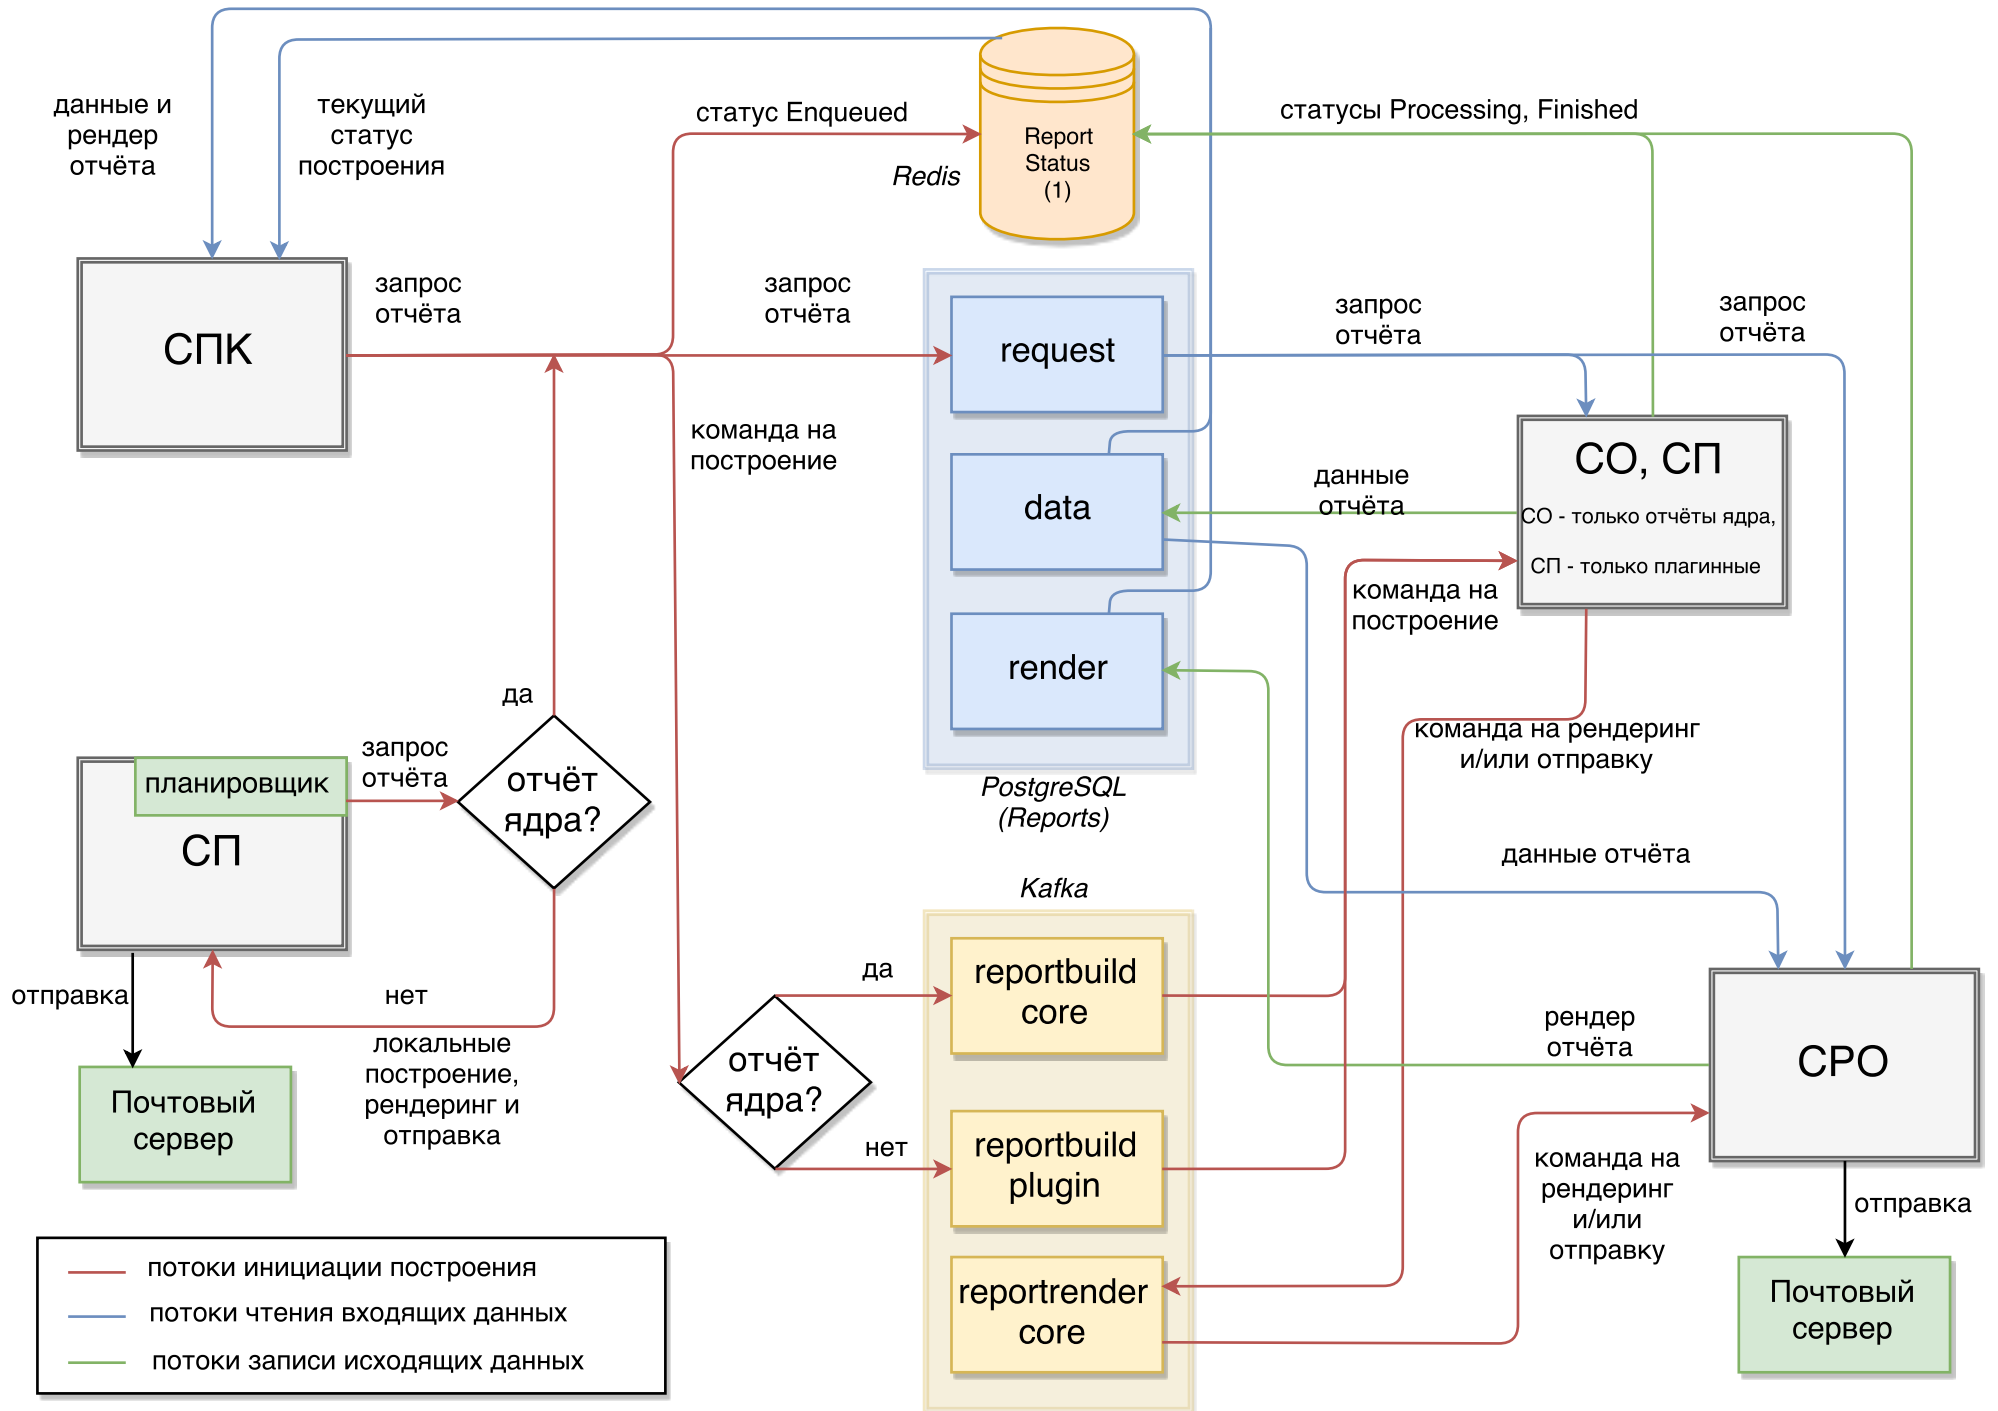 данные и
рендер
отчёта
текущий
статус
построения
статус Enqueued
Redis
Report
Status
(1)
статусы Processing, Finished
СПК
запрос
отчёта
запрос
отчёта
request
запрос
отчёта
запрос
отчёта
команда на
построение
data
данные
отчёта
СО, СП
СО - только отчёты ядра,
СП - только плагинные
команда на
построение
render
да
команда на рендеринг
и/или отправку
планировщик
СП
запрос
отчёта
отчёт
ядра?
PostgreSQL
(Reports)
данные отчёта
Kafka
отправка
нет
локальные
построение,
рендеринг и
отправка
Почтовый
сервер
да
reportbuild
core
отчёт
ядра?
нет
reportbuild
plugin
reportrender
core
рендер
отчёта
СРО
команда на
рендеринг
и/или
отправку
отправка
Почтовый
сервер
потоки инициации построения
потоки чтения входящих данных
потоки записи исходящих данных